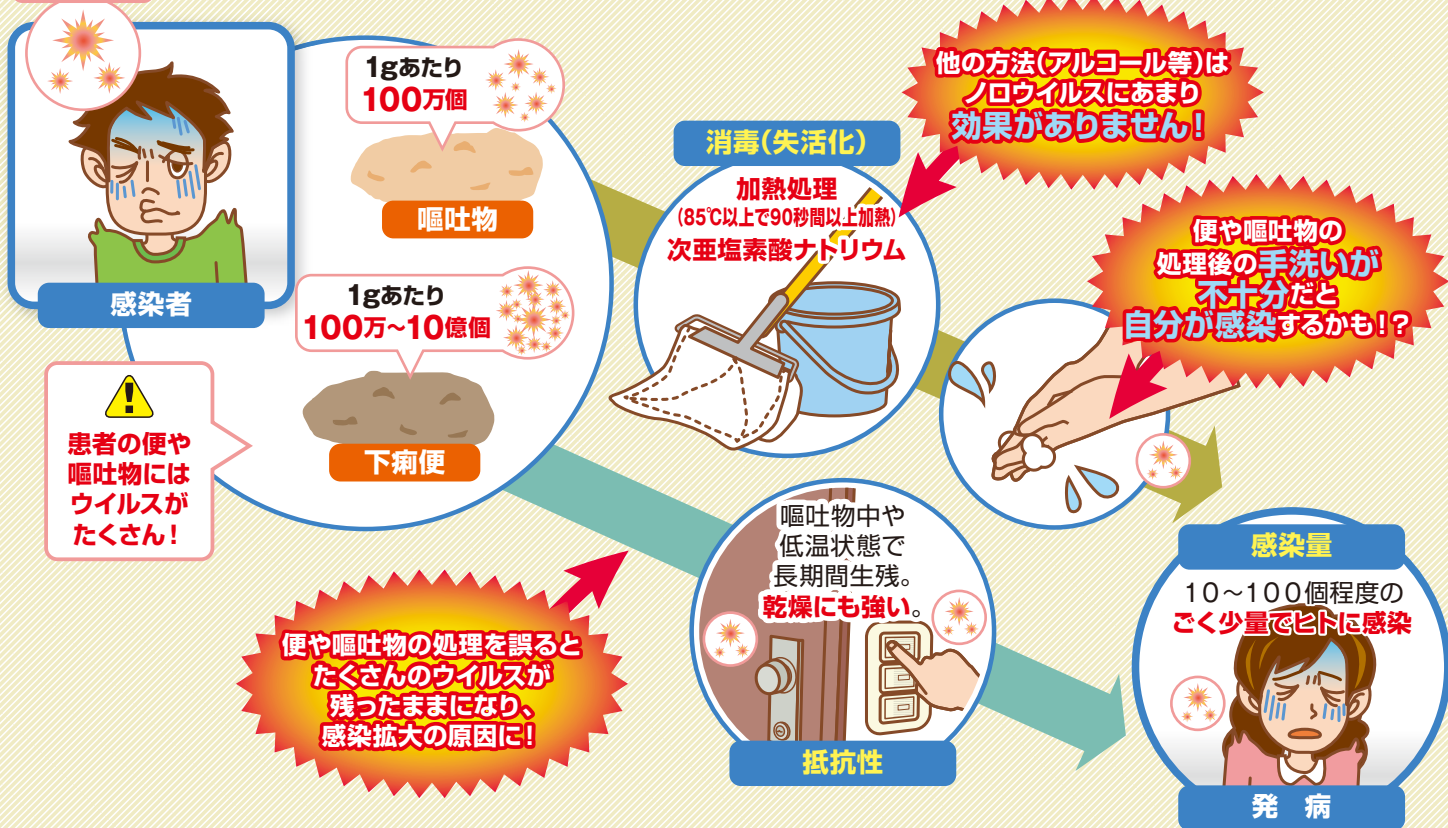 1gあたり
100万個
嘔吐物
感染者
1gあたり
100万～10億個
下痢便
患者の便や
嘔吐物には
ウイルスが
たくさん！
消毒（失活化）
加熱処理
（85℃以上で90秒間以上加熱）
次亜塩素酸ナトリウム
他の方法（アルコール等）は
ノロウイルスにあまり
効果がありません！
便や嘔吐物の
処理後の手洗いが
不十分だと
自分が感染するかも！？
便や嘔吐物の処理を誤ると
たくさんのウイルスが
残ったままになり、
感染拡大の原因に！
嘔吐物中や
低温状態で
長期間生残。
乾燥にも強い。
抵抗性
感染量
10～100個程度の
ごく少量でヒトに感染
発　病